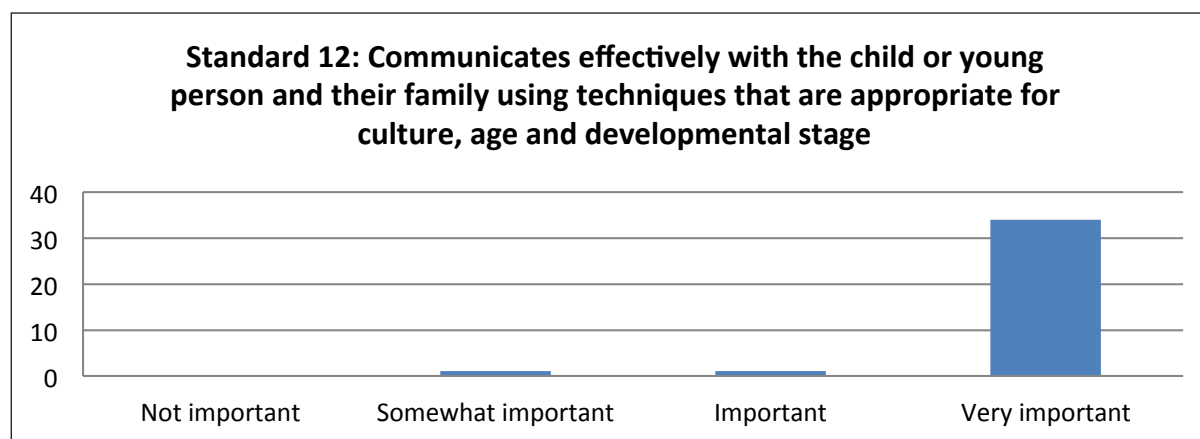 Standard 12: Communicates effectively with the child or young
person and their family using techniques that are appropriate for
culture, age and developmental stage
40
30
20
10
0
Not important
Somewhat important
Important
Very important